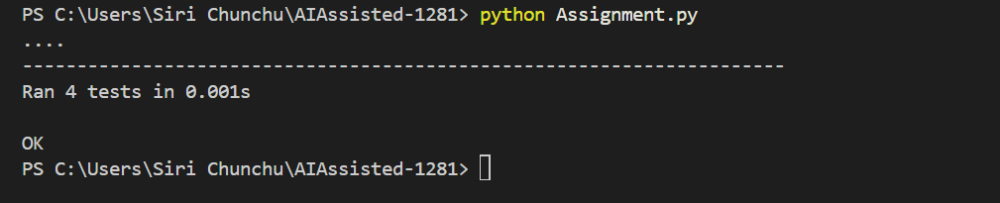 PS C:\Users\Siri Chunchu\AIAssisted-1281> python Assignment.py
....
----------------------------------------------------------------------
Ran 4 tests in 0.001s
OK
PS C:\Users\Siri Chunchu\AIAssisted-1281>